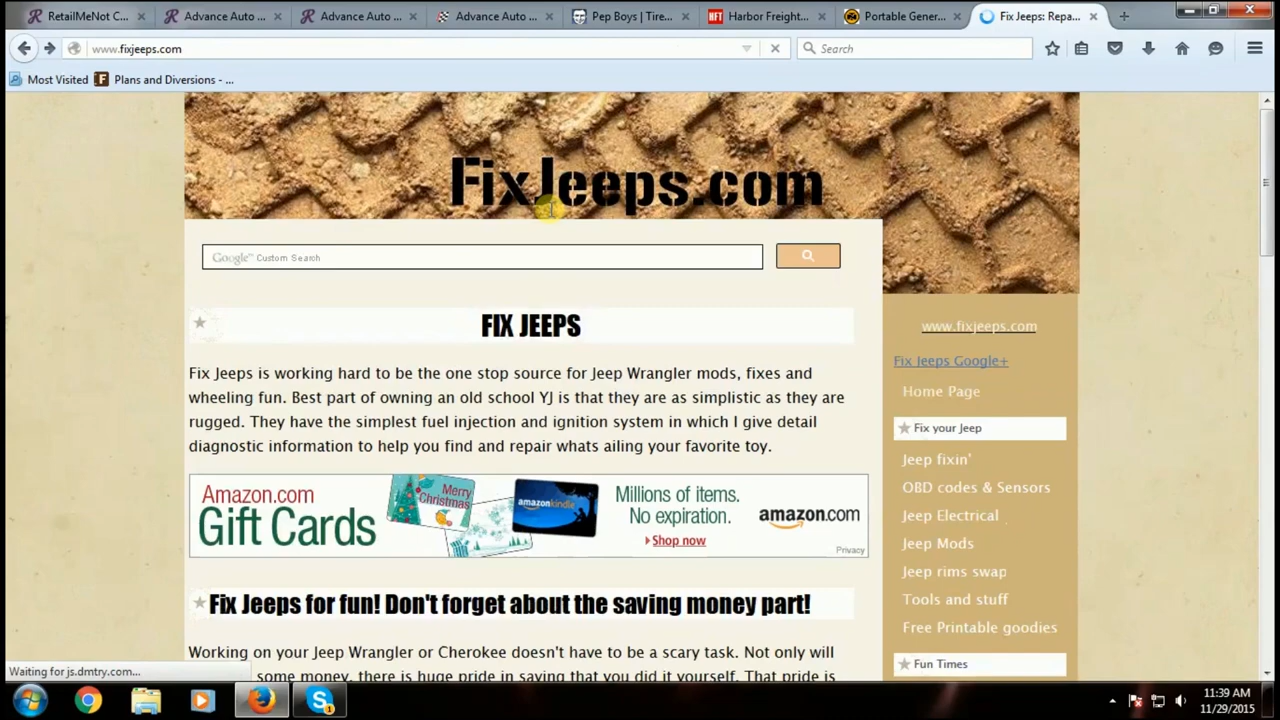 RetailMeNot C...
Advance Auto ...
Advance Auto ...
Advance Auto ...
Pep Boys | Tire...
HFT
Harbor Freight...
Portable Gener...
Fix Jeeps: Repa...
www.fixjeeps.com
Search
Most Visited
F
Plans and Diversions - ...
FixJeeps.com
Google™ Custom Search
FIX JEEPS
Fix Jeeps is working hard to be the one stop source for Jeep Wrangler mods, fixes and
wheeling fun. Best part of owning an old school YJ is that they are as simplistic as they are
rugged. They have the simplest fuel injection and ignition system in which I give detail
diagnostic information to help you find and repair whats ailing your favorite toy.
Amazon.com
Gift Cards
Merry
Christmas
amazonkindle
Millions of items.
No expiration.
Shop now
amazon.com
Privacy
Fix Jeeps for fun! Don't forget about the saving money part!
Working on your Jeep Wrangler or Cherokee doesn't have to be a scary task. Not only will
some money, there is huge pride in saying that you did it yourself. That pride is
www.fixjeeps.com
Fix Jeeps Google+
Home Page
Fix your Jeep
Jeep fixin'
OBD codes & Sensors
Jeep Electrical
Jeep Mods
Jeep rims swap
Tools and stuff
Free Printable goodies
Fun Times
Waiting for js.dmtry.com...
11:39 AM
11/29/2015